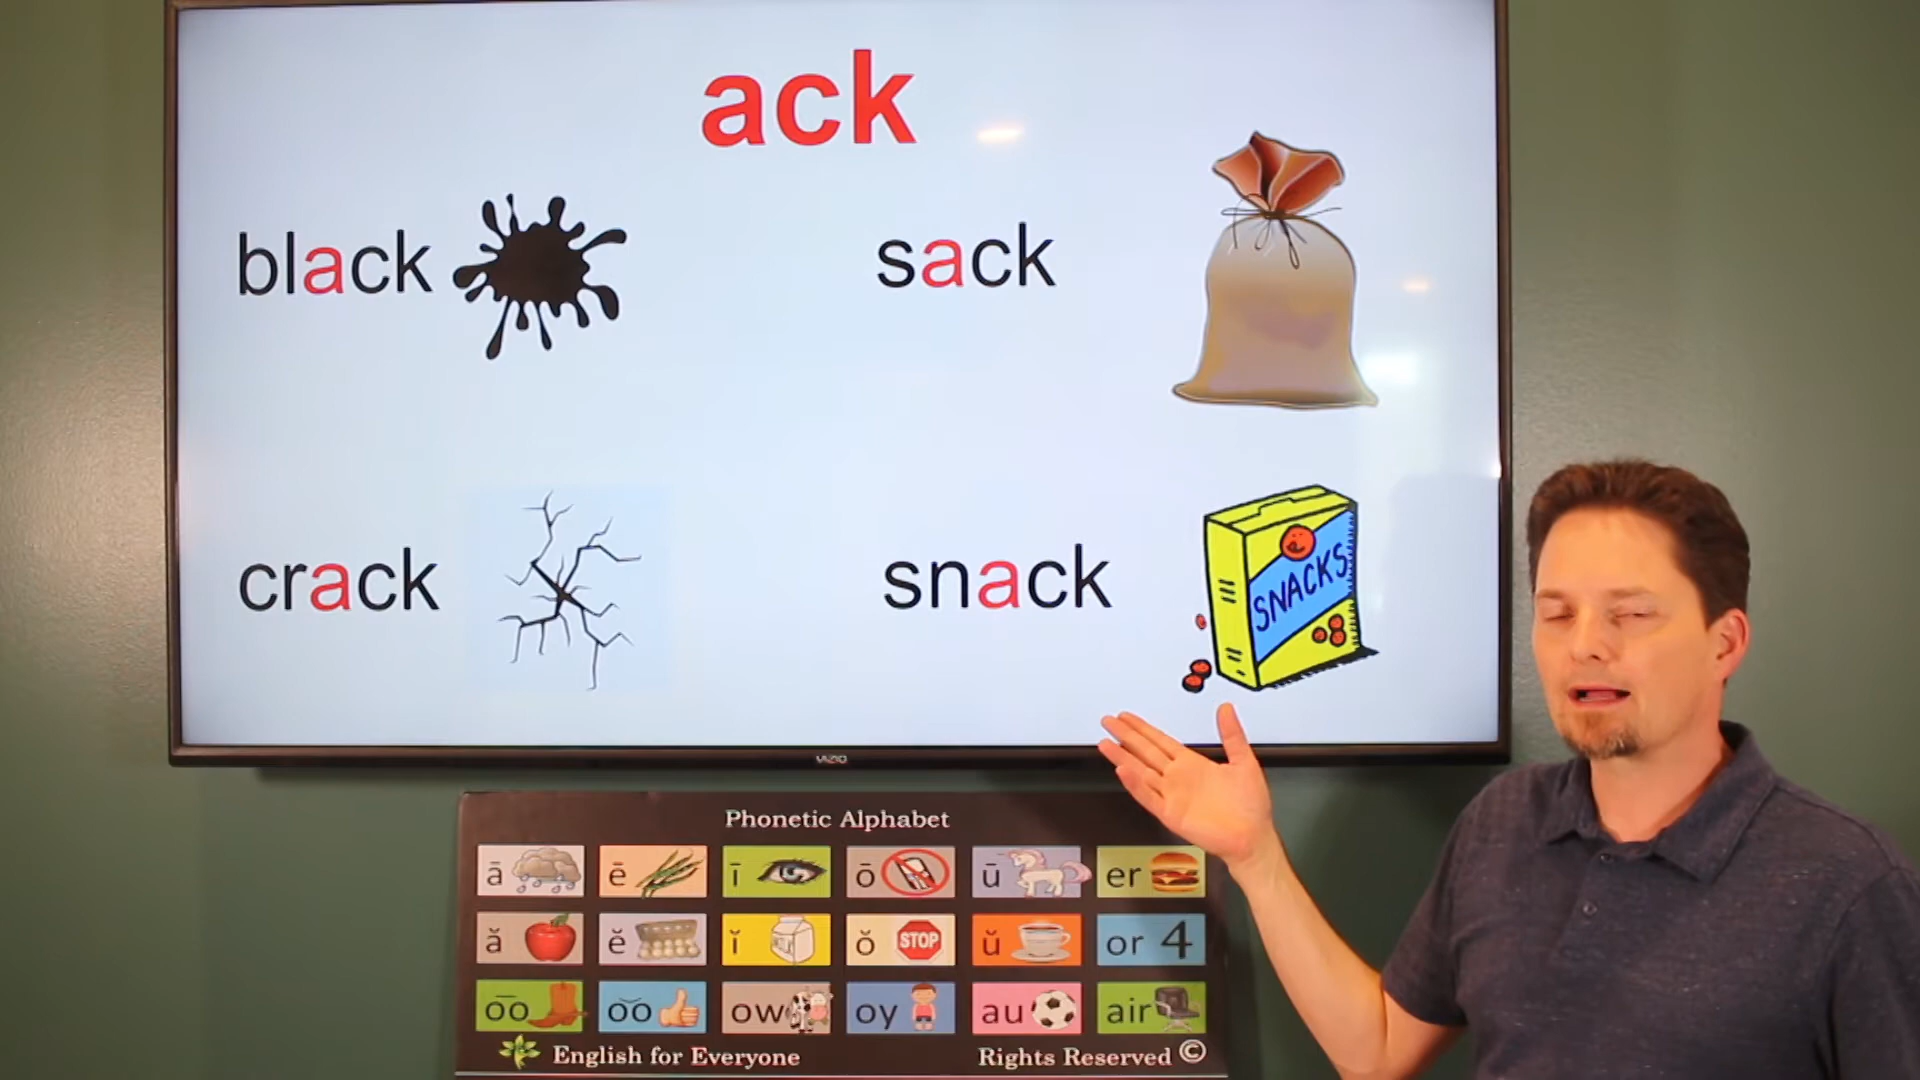 ack
black
sack
crack
snack
SNACKS
VIZIO
Phonetic Alphabet
ā ē ī ō ū er
ă ĕ ĭ ŏ STOP ŭ or 4
o͞o o͝o ow oy au air
English for Everyone Rights Reserved ©